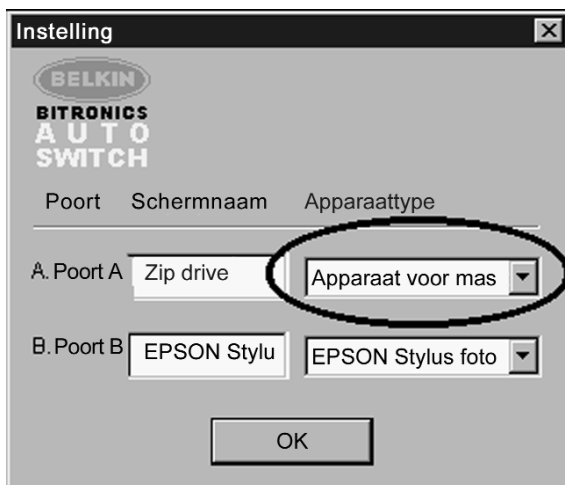 Instelling
BELKIN
BITRONICS
AUTO
SWITCH
Poort Schermnaam Apparaattype
A. Poort A Zip drive Apparaat voor mas
B. Poort B EPSON Stylu EPSON Stylus foto
OK